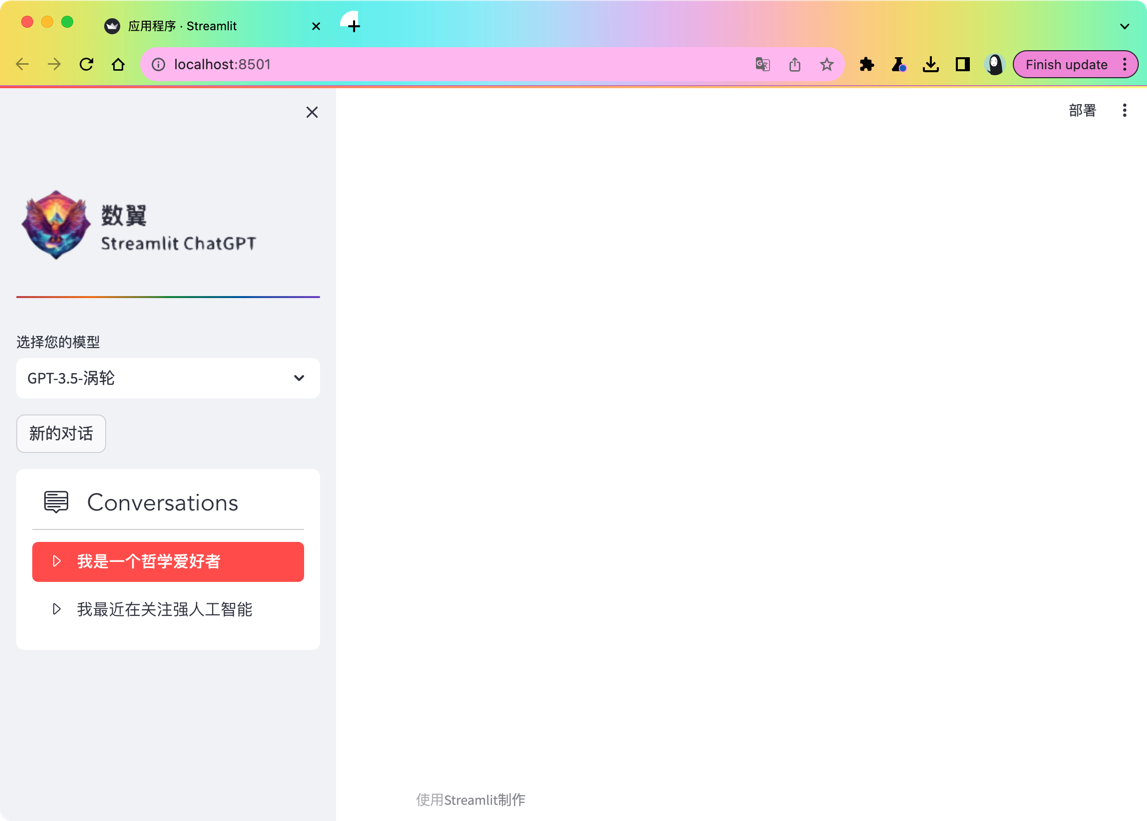 应用程序 · Streamlit
localhost:8501
Finish update
部署
数翼
Streamlit ChatGPT
选择您的模型
GPT-3.5-涡轮
新的对话
Conversations
我是一个哲学爱好者
我最近在关注强人工智能
使用Streamlit制作